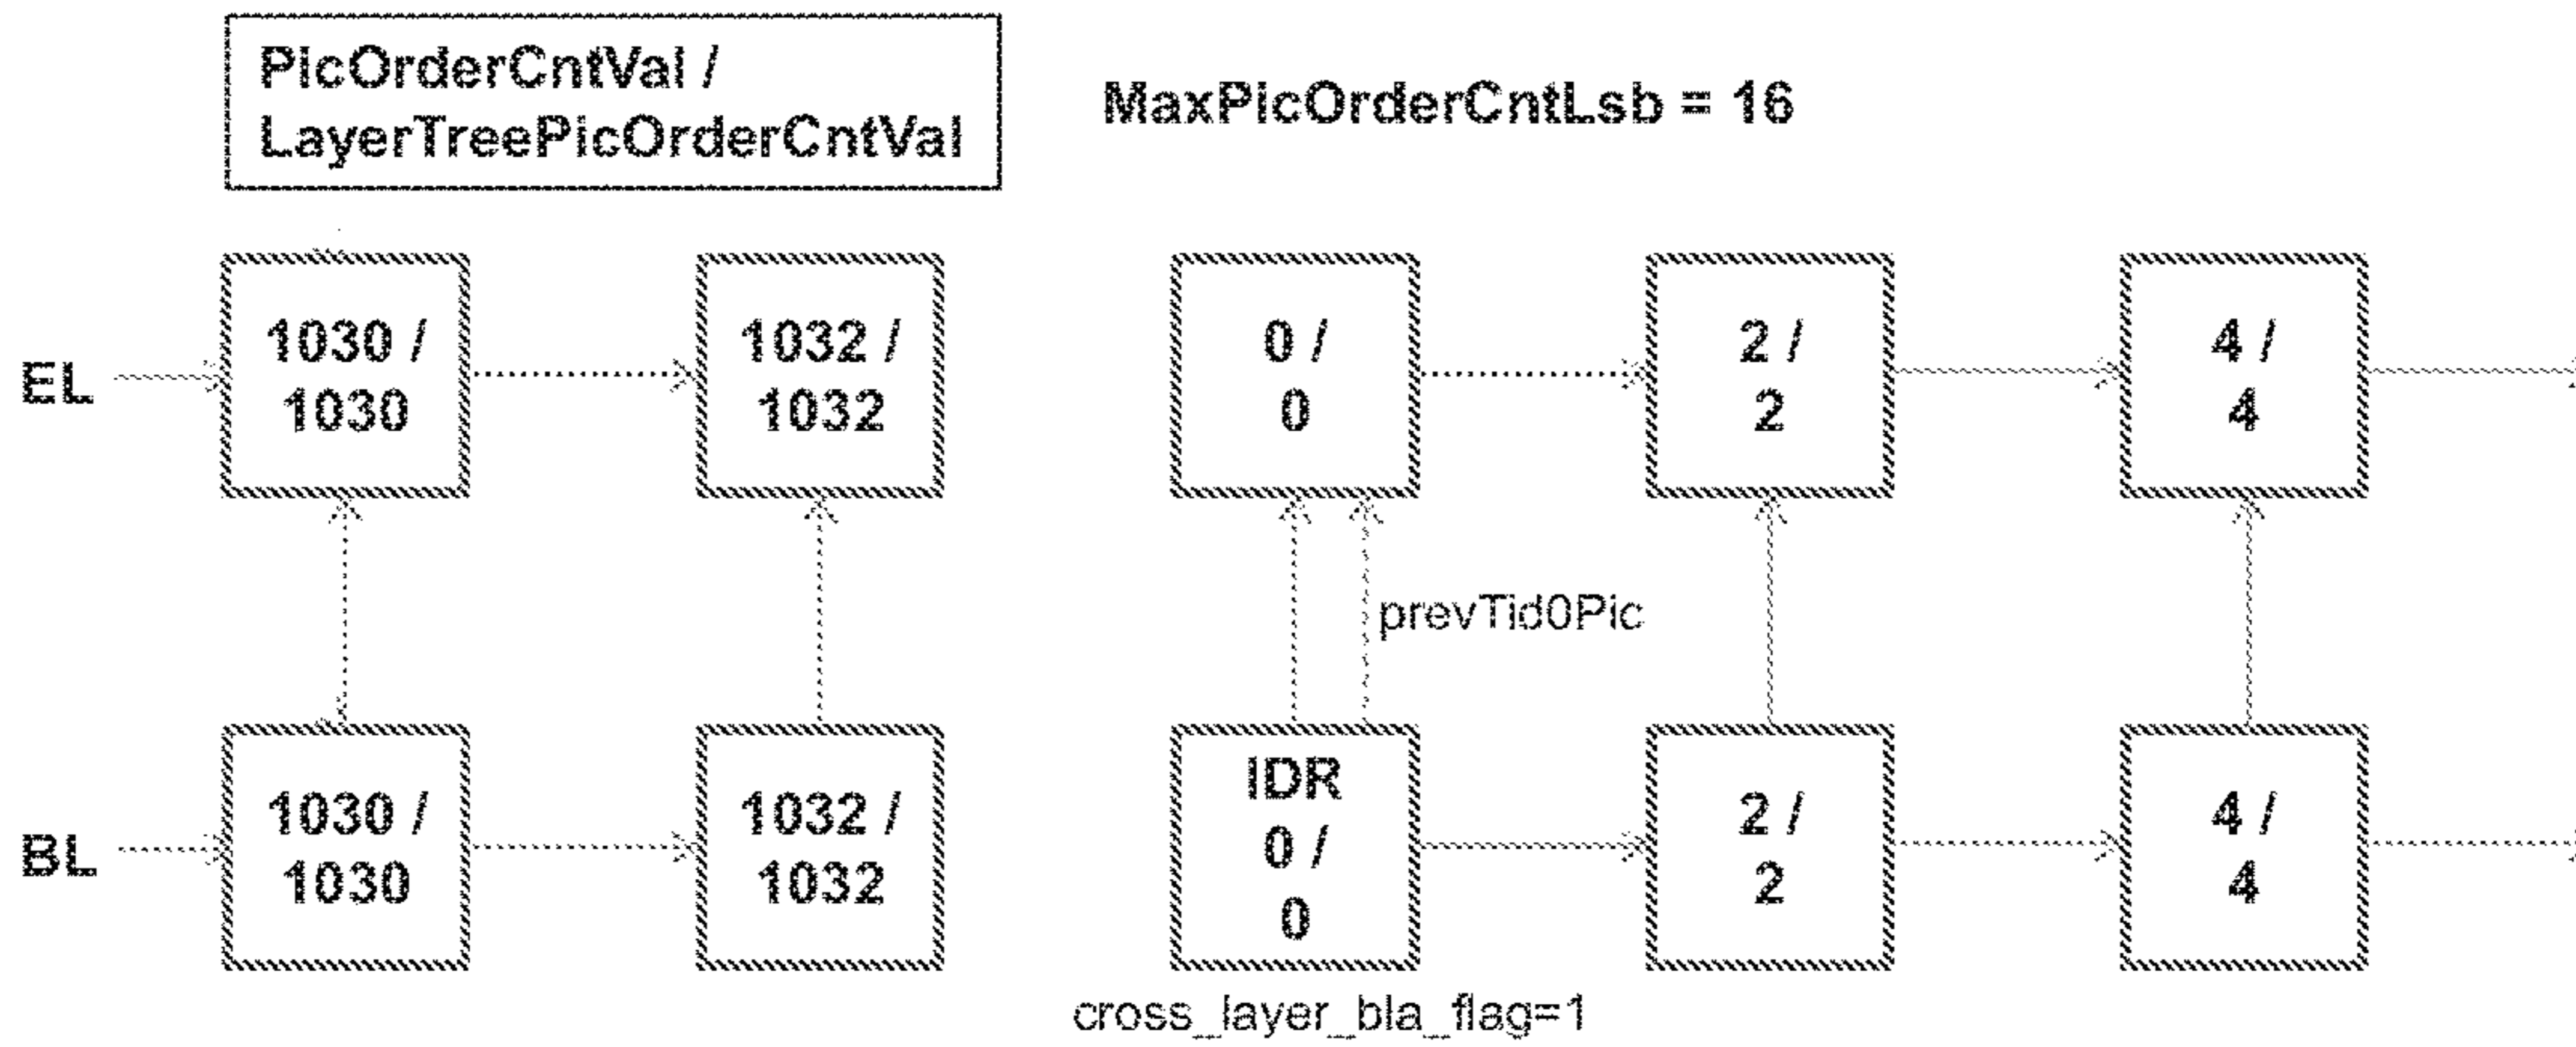 PicOrderCntVal /
LayerTreePicOrderCntVal
MaxPicOrderCntLsb = 16
EL
1030 /
1030
1032 /
1032
0 /
0
2 /
2
4 /
4
prevTid0Pic
BL
1030 /
1030
1032 /
1032
IDR
0 /
0
2 /
2
4 /
4
cross_layer_bla_flag=1